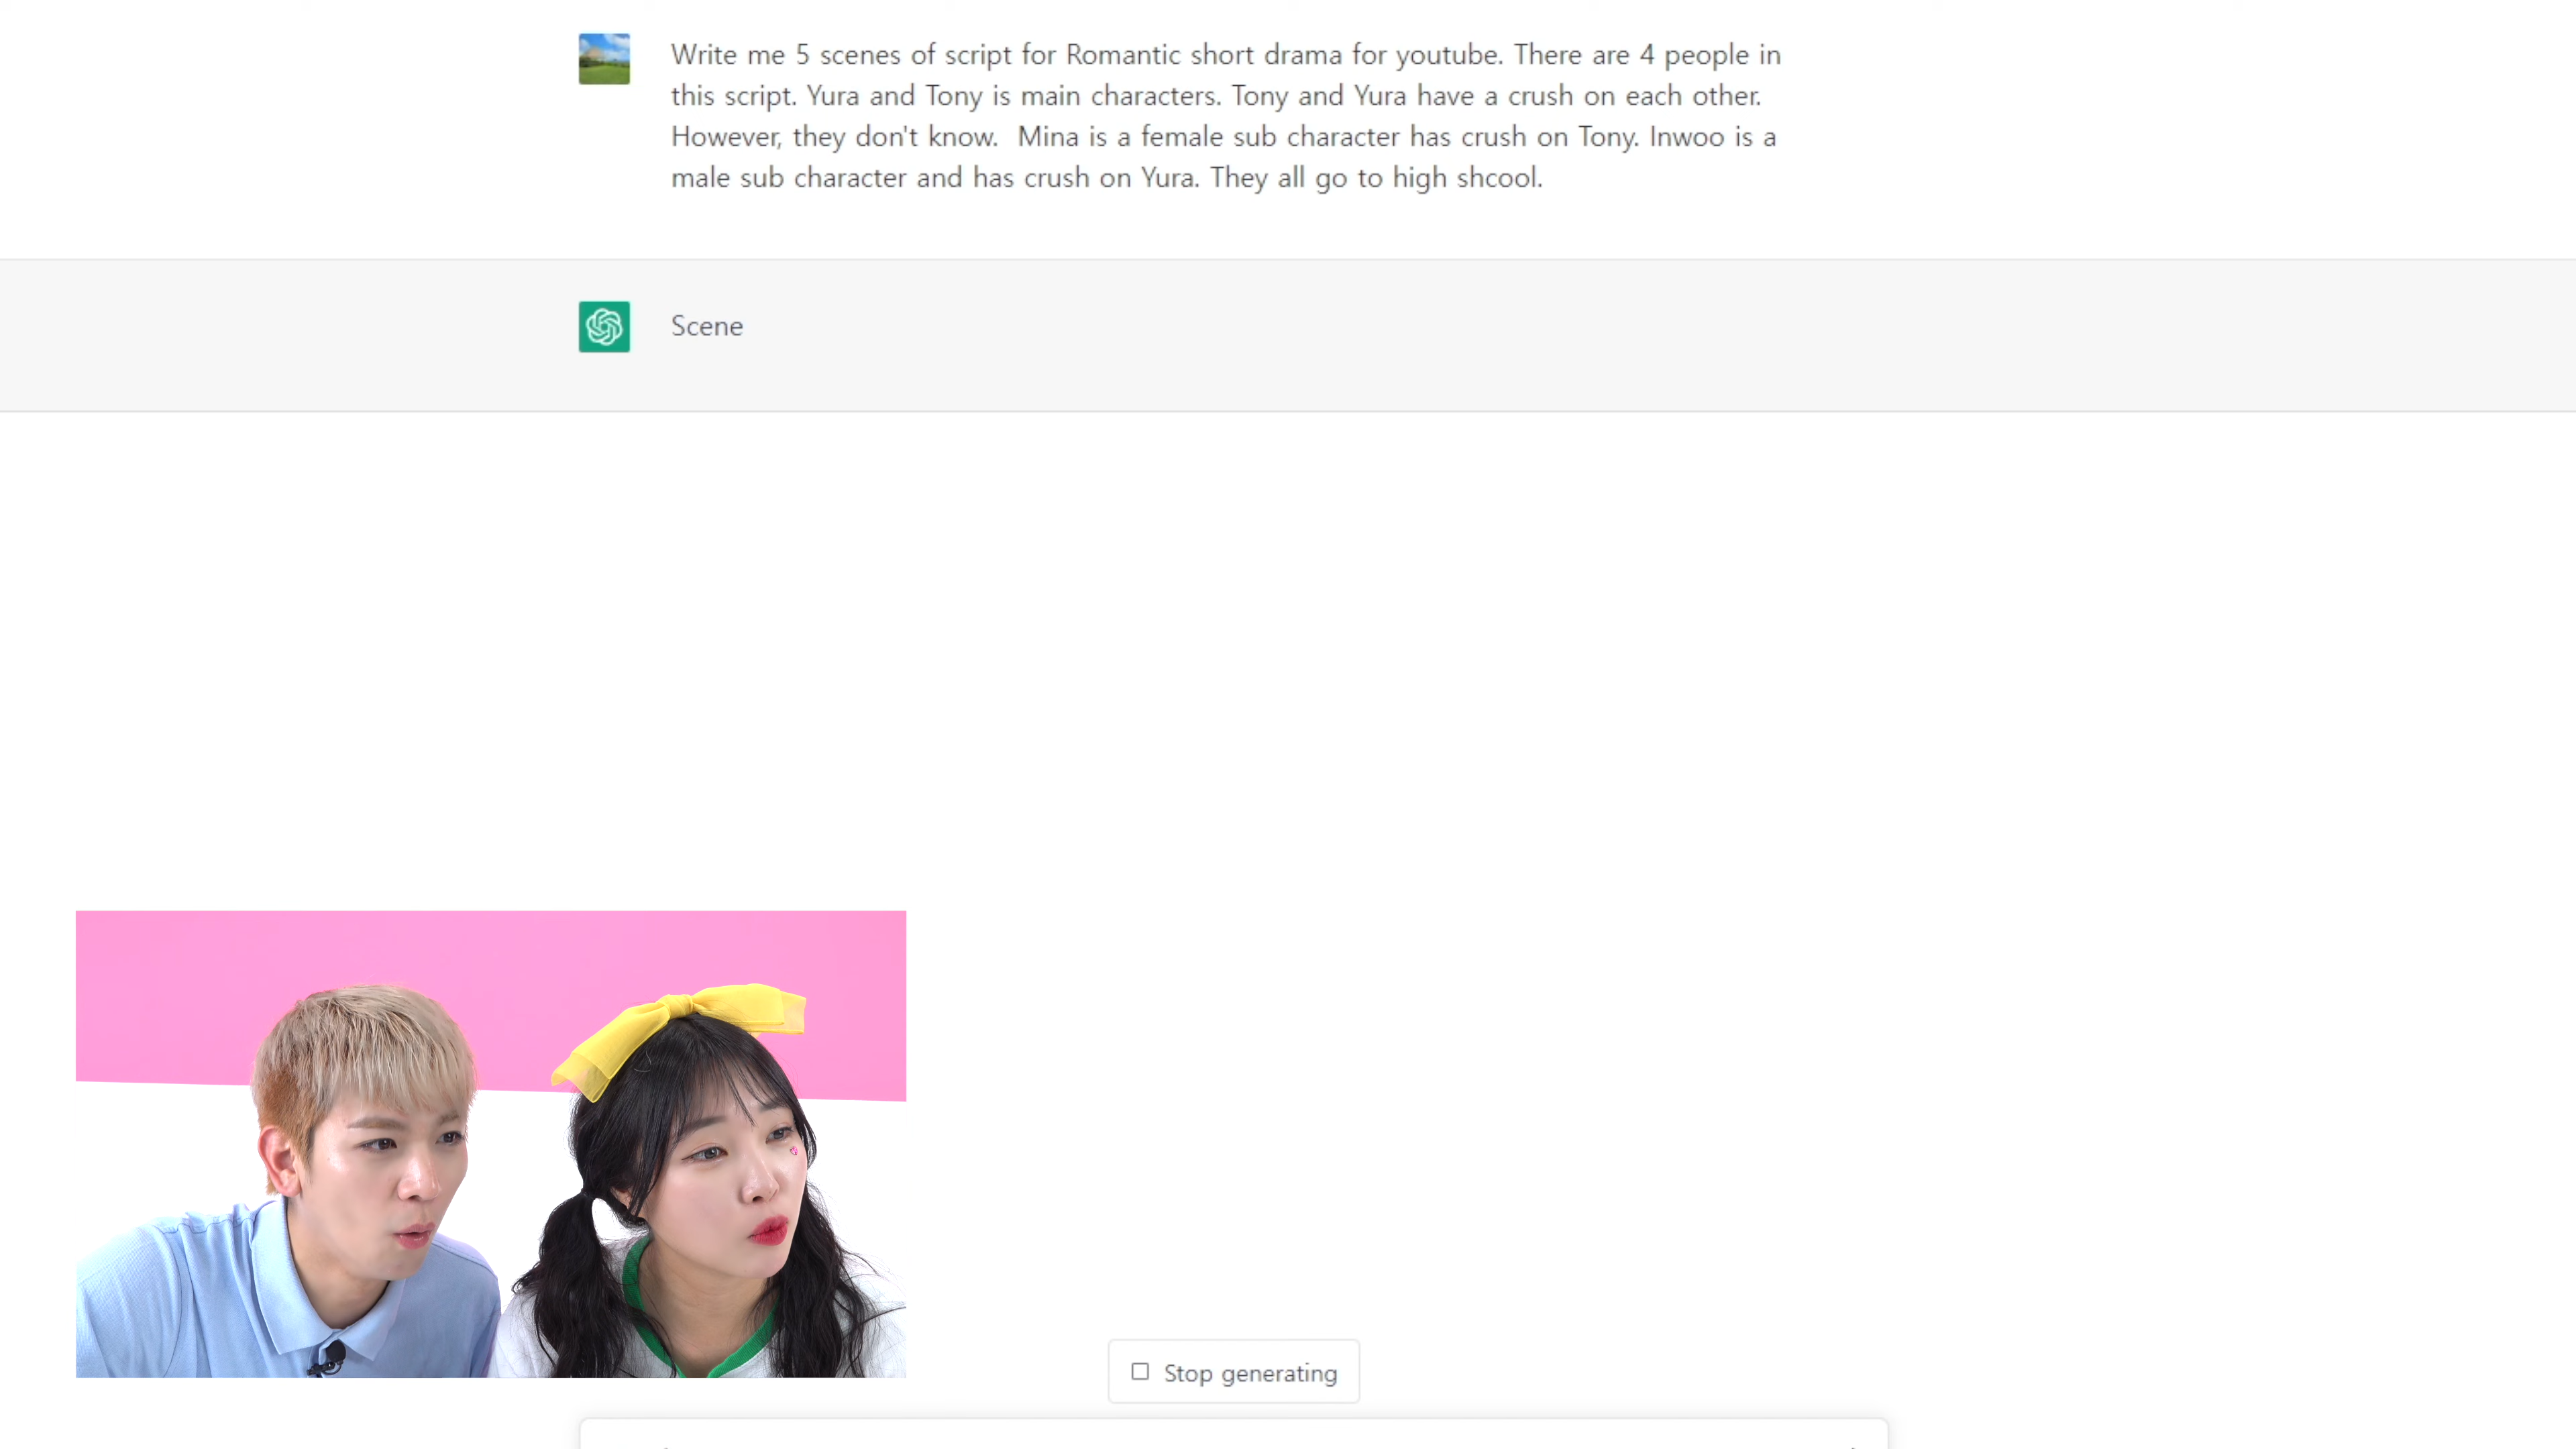 Write me 5 scenes of script for Romantic short drama for youtube. There are 4 people in
this script. Yura and Tony is main characters. Tony and Yura have a crush on each other.
However, they don't know.  Mina is a female sub character has crush on Tony. Inwoo is a
male sub character and has crush on Yura. They all go to high shcool.
Scene
Stop generating